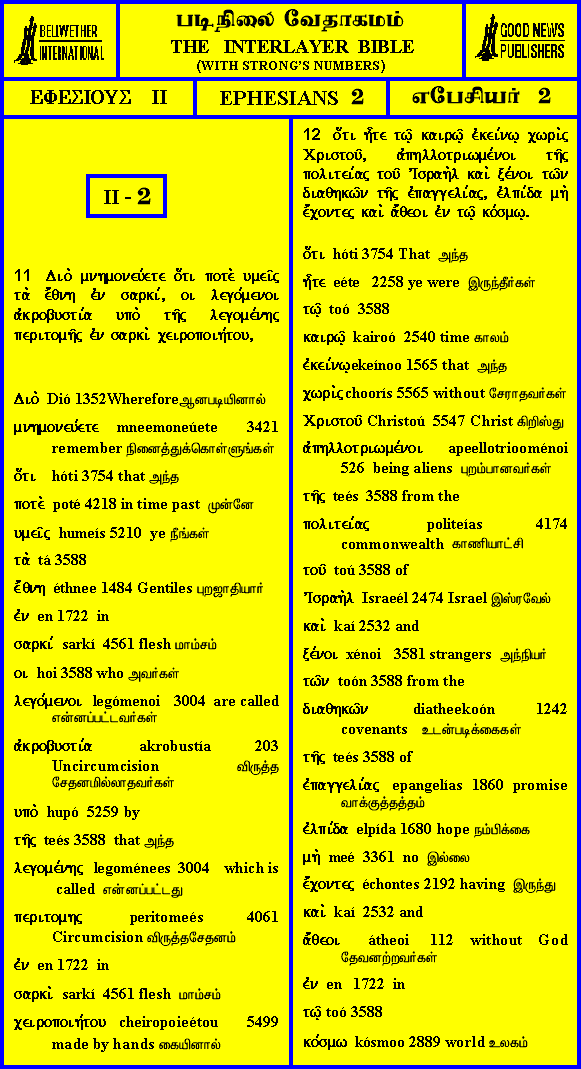 BELLWETHER
INTERNATIONAL
படிநிலை வேதாகமம்
THE INTERLAYER BIBLE
(WITH STRONG'S NUMBERS)
GOOD NEWS
PUBLISHERS
ΕΦΕΣΙΟΥΣ II
EPHESIANS 2
எபேசியர் 2
II - 2
11 Διὸ μνημονεύετε ὅτι ποτὲ υμεῖς
τὰ ἔθνη ἐν σαρκί, οι λεγόμενοι
ἀκροβυστία υπὸ τῆς λεγομένης
περιτομῆς ἐν σαρκὶ χειροποιήτου,
Διὸ Dió 1352Whereforeஆனபடியினால்
μνημονεύετε mneemoneúete 3421
remember நினைத்துக்கொள்ளுங்கள்
ὅτι hóti 3754 that அந்த
ποτὲ poté 4218 in time past முன்னே
υμεῖς humeís 5210 ye நீங்கள்
τὰ tá 3588
ἔθνη éthnee 1484 Gentiles புறஜாதியார்
ἐν en 1722 in
σαρκί sarkí 4561 flesh மாம்சம்
οι hoi 3588 who அவர்கள்
λεγόμενοι legómenoi 3004 are called
என்னப்பட்டவர்கள்
ἀκροβυστία akrobustía 203
Uncircumcision விருத்த
சேதனமில்லாதவர்கள்
υπὸ hupó 5259 by
τῆς teés 3588 that அந்த
λεγομένης legoménees 3004 which is
called என்னப்பட்டது
περιτομης peritomeés 4061
Circumcision விருத்தசேதனம்
ἐν en 1722 in
σαρκὶ sarkí 4561 flesh மாம்சம்
χειροποιήτου cheiropoieétou 5499
made by hands கையினால்
12 ὅτι ἦτε τῷ καιρῷ ἐκείνῳ χωρὶς
Χριστοῦ, ἀπηλλοτριωμένοι τῆς
πολιτείας τοῦ Ἰσραὴλ καὶ ξένοι τῶν
διαθηκῶν τῆς ἐπαγγελίας, ἐλπίδα μὴ
ἔχοντες καὶ ἄθεοι ἐν τῷ κόσμῳ.
ὅτι hóti 3754 That அந்த
ἦτε eéte 2258 ye were இருந்தீர்கள்
τῷ toó 3588
καιρῷ kairoó 2540 time காலம்
ἐκείνῳekeínoo 1565 that அந்த
χωρὶς choorís 5565 without சேராதவர்கள்
Χριστοῦ Christoú 5547 Christ கிறிஸ்து
ἀπηλλοτριωμένοι apeellotriooménoi
526 being aliens புறம்பானவர்கள்
τῆς teés 3588 from the
πολιτείας politeías 4174
commonwealth காணியாட்சி
τοῦ toú 3588 of
Ἰσραὴλ Israeél 2474 Israel இஸ்ரவேல்
καὶ kaí 2532 and
ξένοι xénoi 3581 strangers அந்நியர்
τῶν toón 3588 from the
διαθηκῶν diatheekoón 1242
covenants உடன்படிக்கைகள்
τῆς teés 3588 of
ἐπαγγελίας epangelías 1860 promise
வாக்குத்தத்தம்
ἐλπίδα elpída 1680 hope நம்பிக்கை
μὴ meé 3361 no இல்லை
ἔχοντες échontes 2192 having இருந்து
καὶ kaí 2532 and
ἄθεοι átheoi 112 without God
தேவனற்றவர்கள்
ἐν en 1722 in
τῷ toó 3588
κόσμω kósmoo 2889 world உலகம்